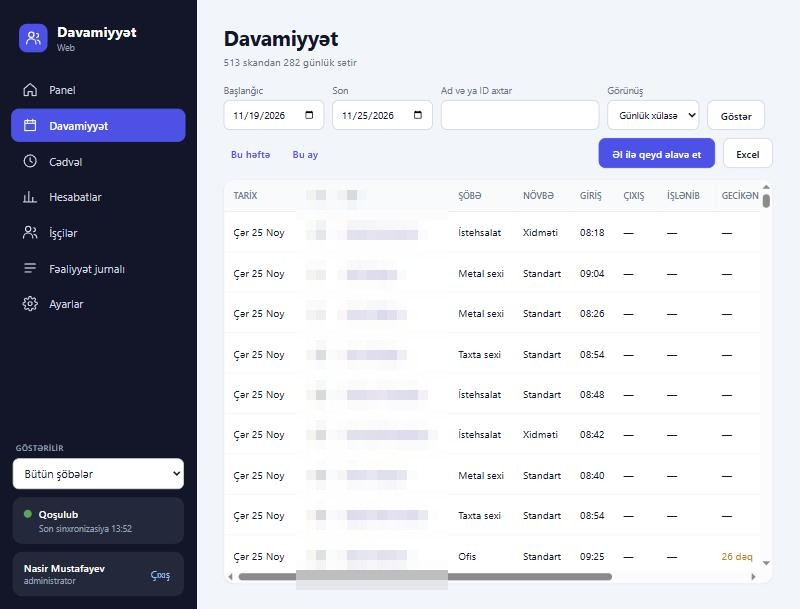 Davamiyyət
Web
Panel
Davamiyyət
Cədvəl
Hesabatlar
İşçilər
Fəaliyyət jurnalı
Ayarlar
GÖSTƏRİLİR
Bütün şöbələr
Qoşulub
Son sinxronizasiya 13:52
Nasir Mustafayev
administrator
Çıxış
Davamiyyət
513 skandan 282 günlük sətir
Başlanğıc Son Ad və ya ID axtar Görünüş
11/19/2026 11/25/2026 Günlük xülasə Göstər
Bu həftə Bu ay Əl ilə qeyd əlavə et Excel
TARİX ŞÖBƏ NÖVBƏ GİRİŞ ÇIXIŞ İŞLƏNİB GECİKƏN
Çər 25 Noy İstehsalat Xidməti 08:18 — — —
Çər 25 Noy Metal sexi Standart 09:04 — — —
Çər 25 Noy Metal sexi Standart 08:26 — — —
Çər 25 Noy Taxta sexi Standart 08:54 — — —
Çər 25 Noy İstehsalat Standart 08:48 — — —
Çər 25 Noy İstehsalat Xidməti 08:42 — — —
Çər 25 Noy Metal sexi Standart 08:40 — — —
Çər 25 Noy Taxta sexi Standart 08:54 — — —
Çər 25 Noy Ofis Standart 09:25 — — 26 dəq